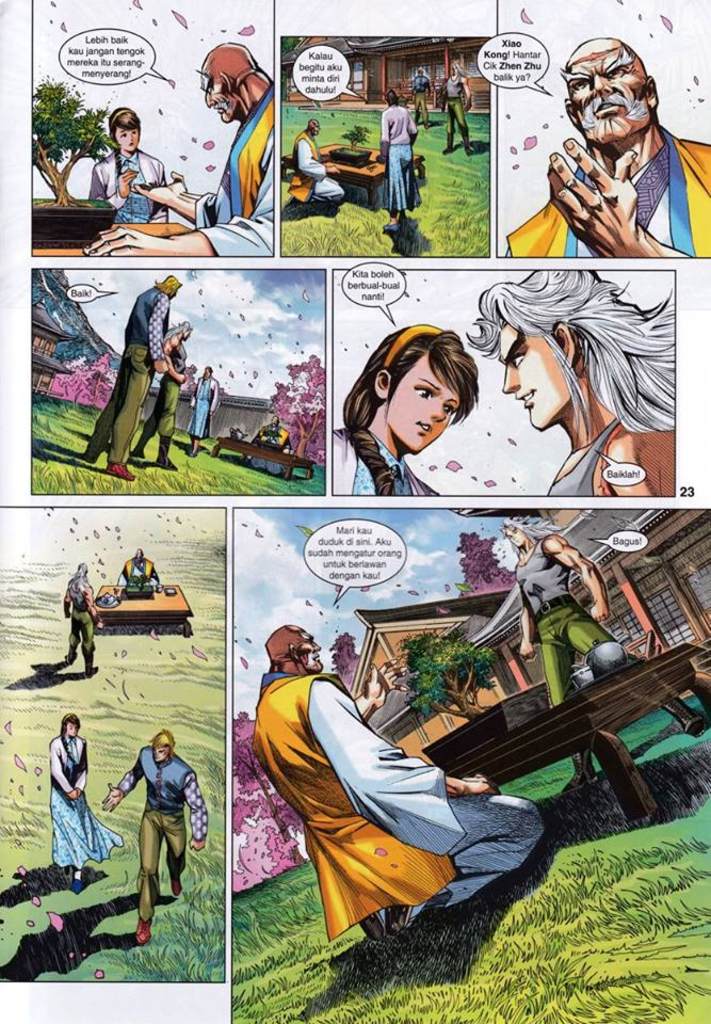 Lebih baik
kau jangan tengok
mereka itu serang-
menyerang!
Kalau
begitu aku
minta diri
dahulu!
Xiao
Kong! Hantar
Cik Zhen Zhu
balik ya?
Baik!
Kita boleh
berbual-bual
nanti!
Baiklah!
23
Mari kau
duduk di sini. Aku
sudah mengatur orang
untuk berlawan
dengan kau!
Bagus!